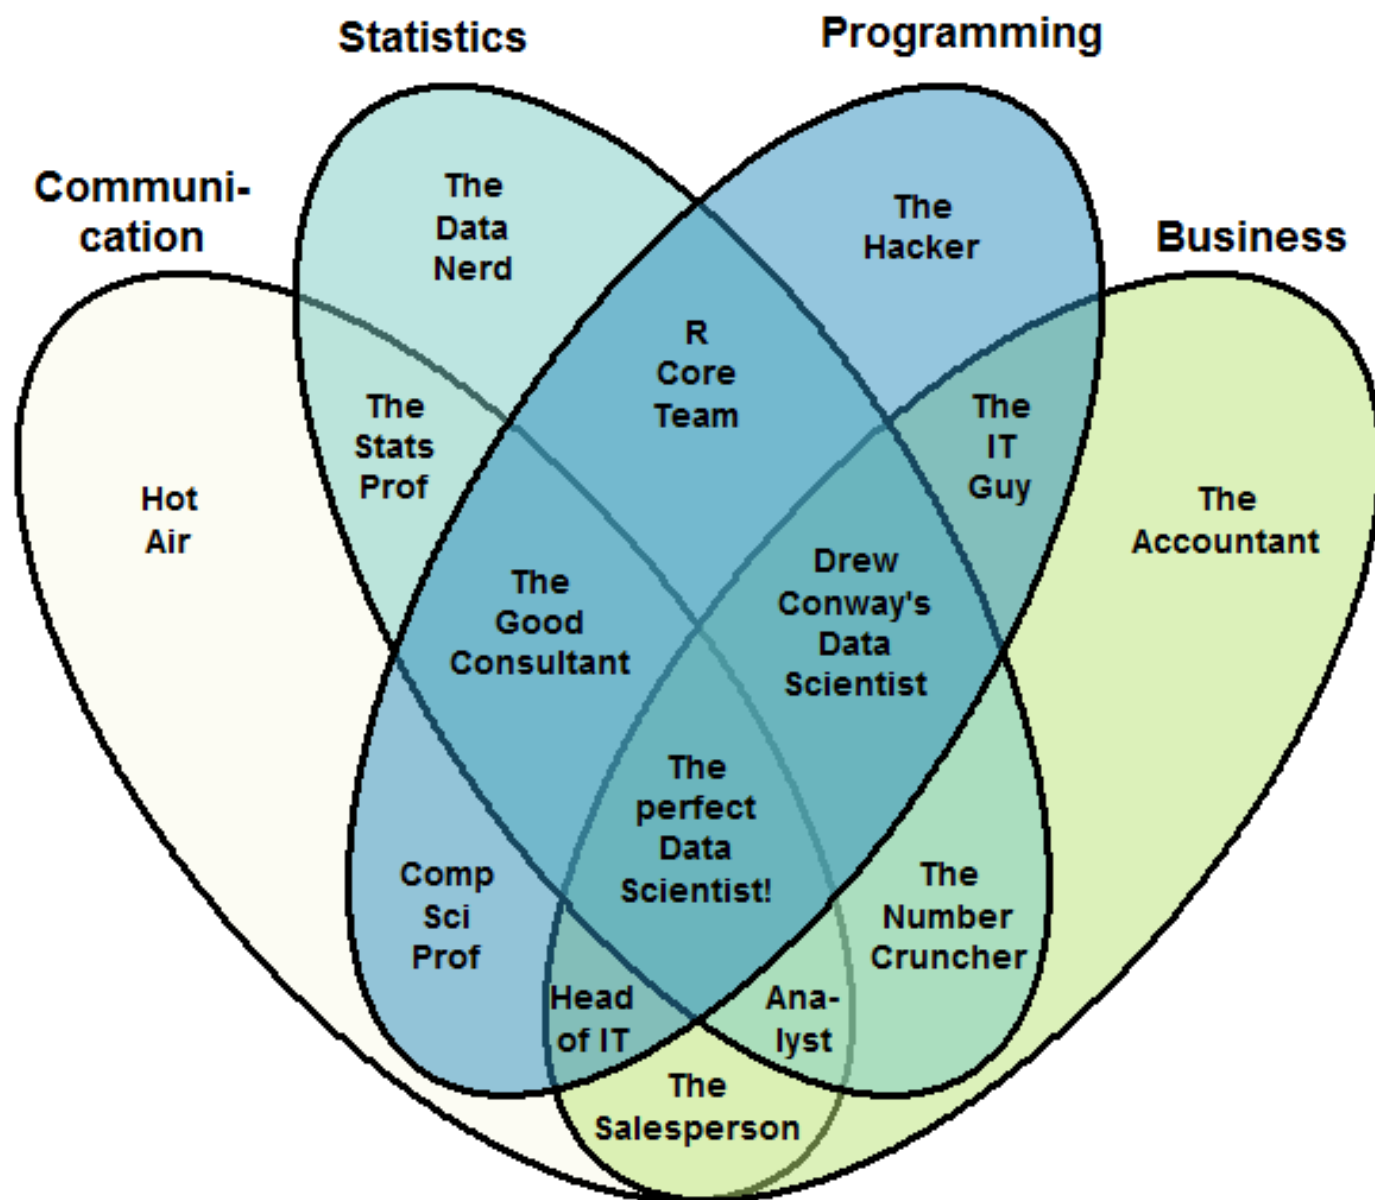 Statistics
Programming
Communi-
cation
Business
The
Data
Nerd
The
Hacker
R
Core
Team
The
Stats
Prof
The
IT
Guy
Hot
Air
The
Accountant
The
Good
Consultant
Drew
Conway's
Data
Scientist
The
perfect
Data
Scientist!
Comp
Sci
Prof
The
Number
Cruncher
Head
of IT
Ana-
lyst
The
Salesperson